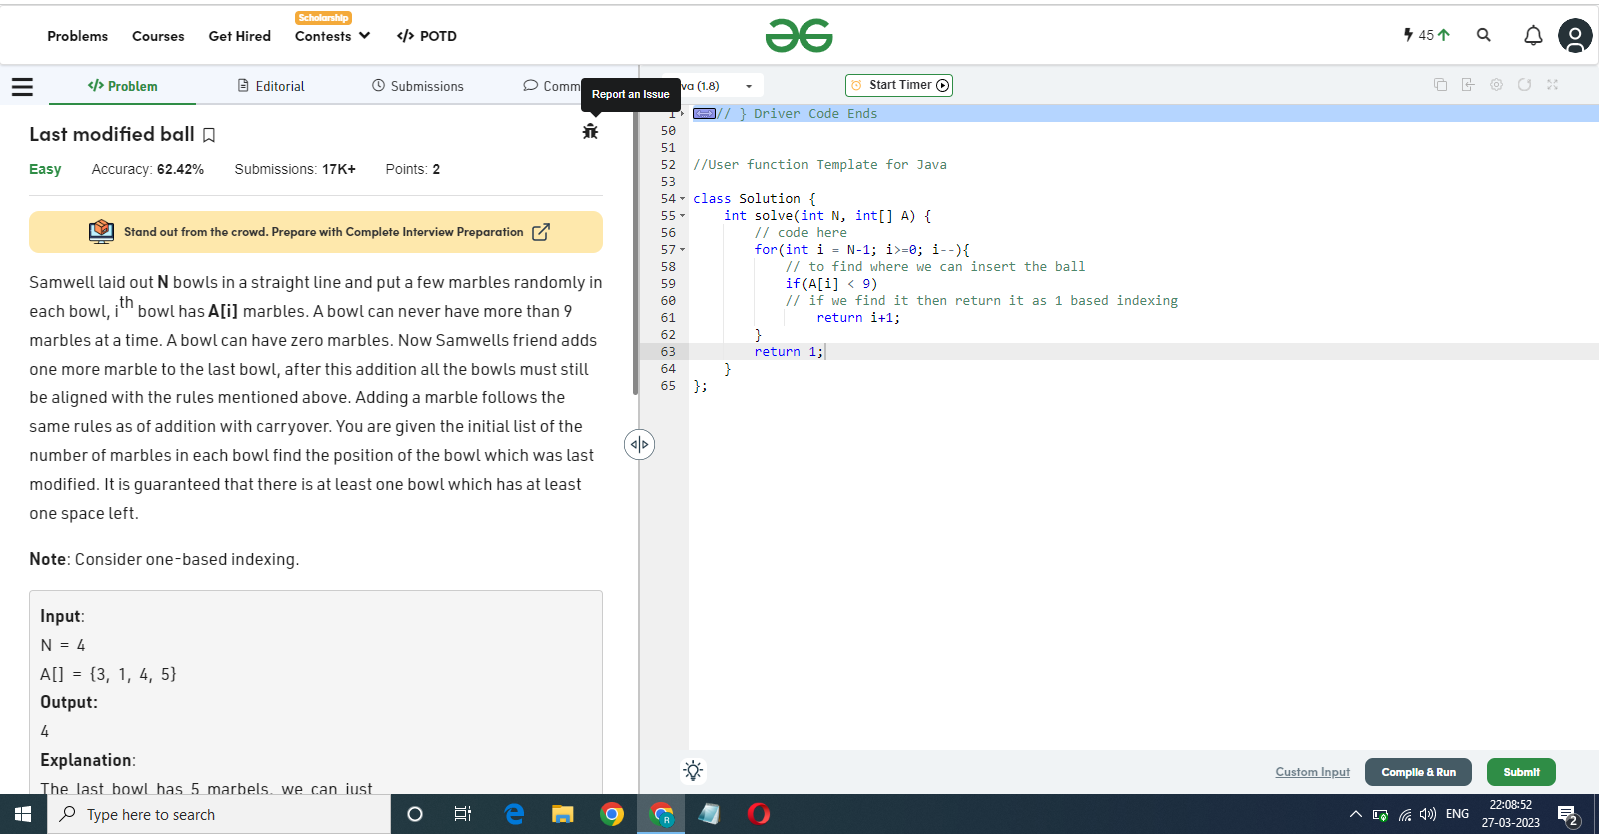 Problems Courses Get Hired Scholarship Contests </> POTD 45
</> Problem Editorial Submissions Comm
Report an Issue
va (1.8) Start Timer
Last modified ball
Easy Accuracy: 62.42% Submissions: 17K+ Points: 2
Stand out from the crowd. Prepare with Complete Interview Preparation
Samwell laid out N bowls in a straight line and put a few marbles randomly in
each bowl, ith bowl has A[i] marbles. A bowl can never have more than 9
marbles at a time. A bowl can have zero marbles. Now Samwells friend adds
one more marble to the last bowl, after this addition all the bowls must still
be aligned with the rules mentioned above. Adding a marble follows the
same rules as of addition with carryover. You are given the initial list of the
number of marbles in each bowl find the position of the bowl which was last
modified. It is guaranteed that there is at least one bowl which has at least
one space left.
Note: Consider one-based indexing.
Input:
N = 4
A[] = {3, 1, 4, 5}
Output:
4
Explanation:
The last bowl has 5 marbels, we can just
1 // } Driver Code Ends
50
51
52 //User function Template for Java
53
54 class Solution {
55 int solve(int N, int[] A) {
56 // code here
57 for(int i = N-1; i>=0; i--){
58 // to find where we can insert the ball
59 if(A[i] < 9)
60 // if we find it then return it as 1 based indexing
61 return i+1;
62 }
63 return 1;
64 }
65 };
Custom Input Compile & Run Submit
Type here to search
R
ENG 22:08:52
27-03-2023
2